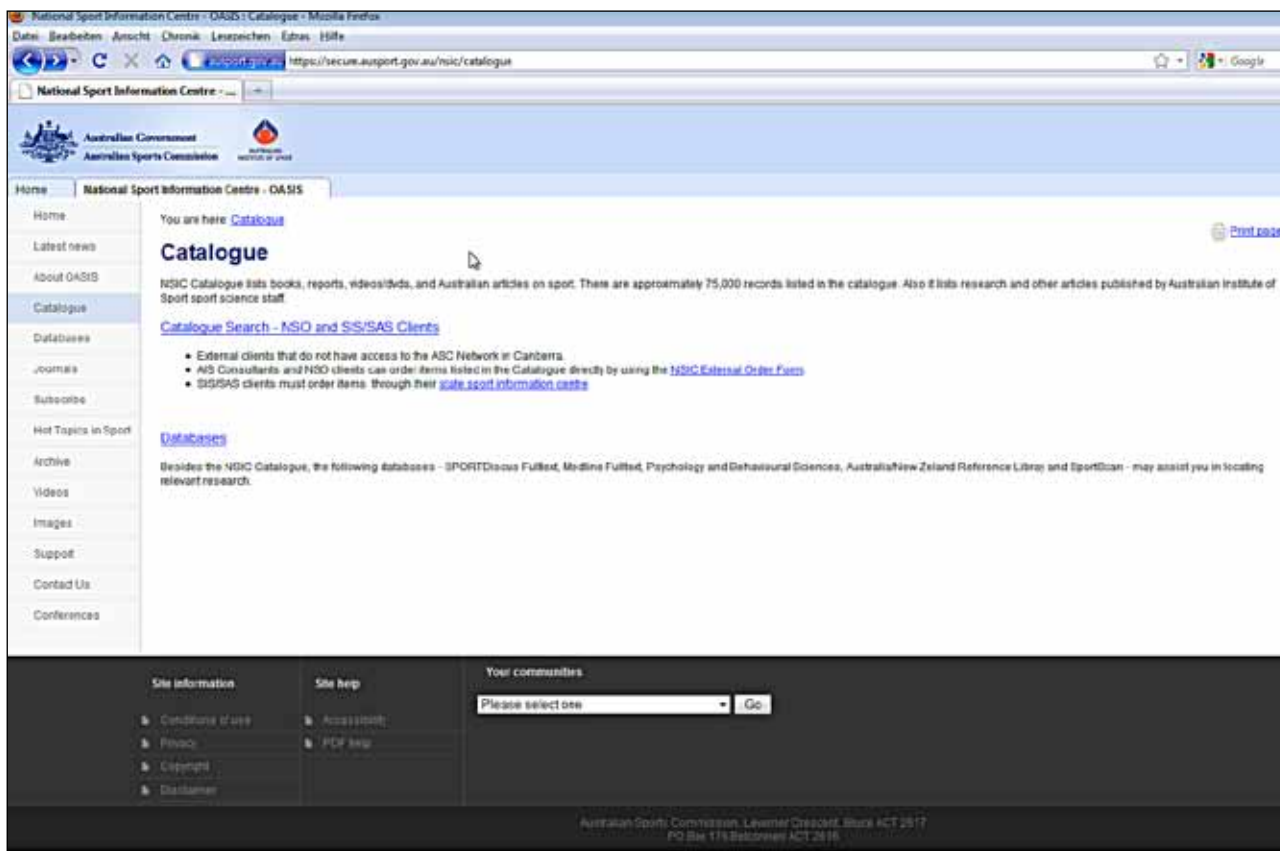 National Sport Information Centre - OASIS : Catalogue - Mozilla Firefox
Datei Bearbeiten Ansicht Chronik Lesezeichen Extras Hilfe
ausport.gov.au https://secure.ausport.gov.au/nsic/catalogue
Google
National Sport Information Centre - ...
Australian Government
Australian Sports Commission
AUSTRALIAN
INSTITUTE OF SPORT
Home
National Sport Information Centre - OASIS
Home
Latest news
About OASIS
Catalogue
Databases
Journals
Subscribe
Hot Topics in Sport
Archive
Videos
Images
Support
Contact Us
Conferences
You are here: Catalogue
Print page
Catalogue
NSIC Catalogue lists books, reports, videos/dvds, and Australian articles on sport. There are approximately 75,000 records listed in the catalogue. Also it lists research and other articles published by Australian Institute of
Sport sport science staff.
Catalogue Search - NSO and SIS/SAS Clients
External clients that do not have access to the ASC Network in Canberra.
AIS Consultants and NSO clients can order items listed in the Catalogue directly by using the NSIC External Order Form.
SIS/SAS clients must order items through their state sport information centre
Databases
Besides the NSIC Catalogue, the following databases - SPORTDiscus Fulltext, Medline Fulltext, Psychology and Behavioural Sciences, Australia/New Zeland Reference Libray and SportScan - may assist you in locating
relevant research.
Site information
Conditions of use
Privacy
Copyright
Disclaimer
Site help
Accessibility
PDF help
Your communities
Please select one
Go
Australian Sports Commission, Leverrier Crescent, Bruce ACT 2617
PO Box 176 Belconnen ACT 2616